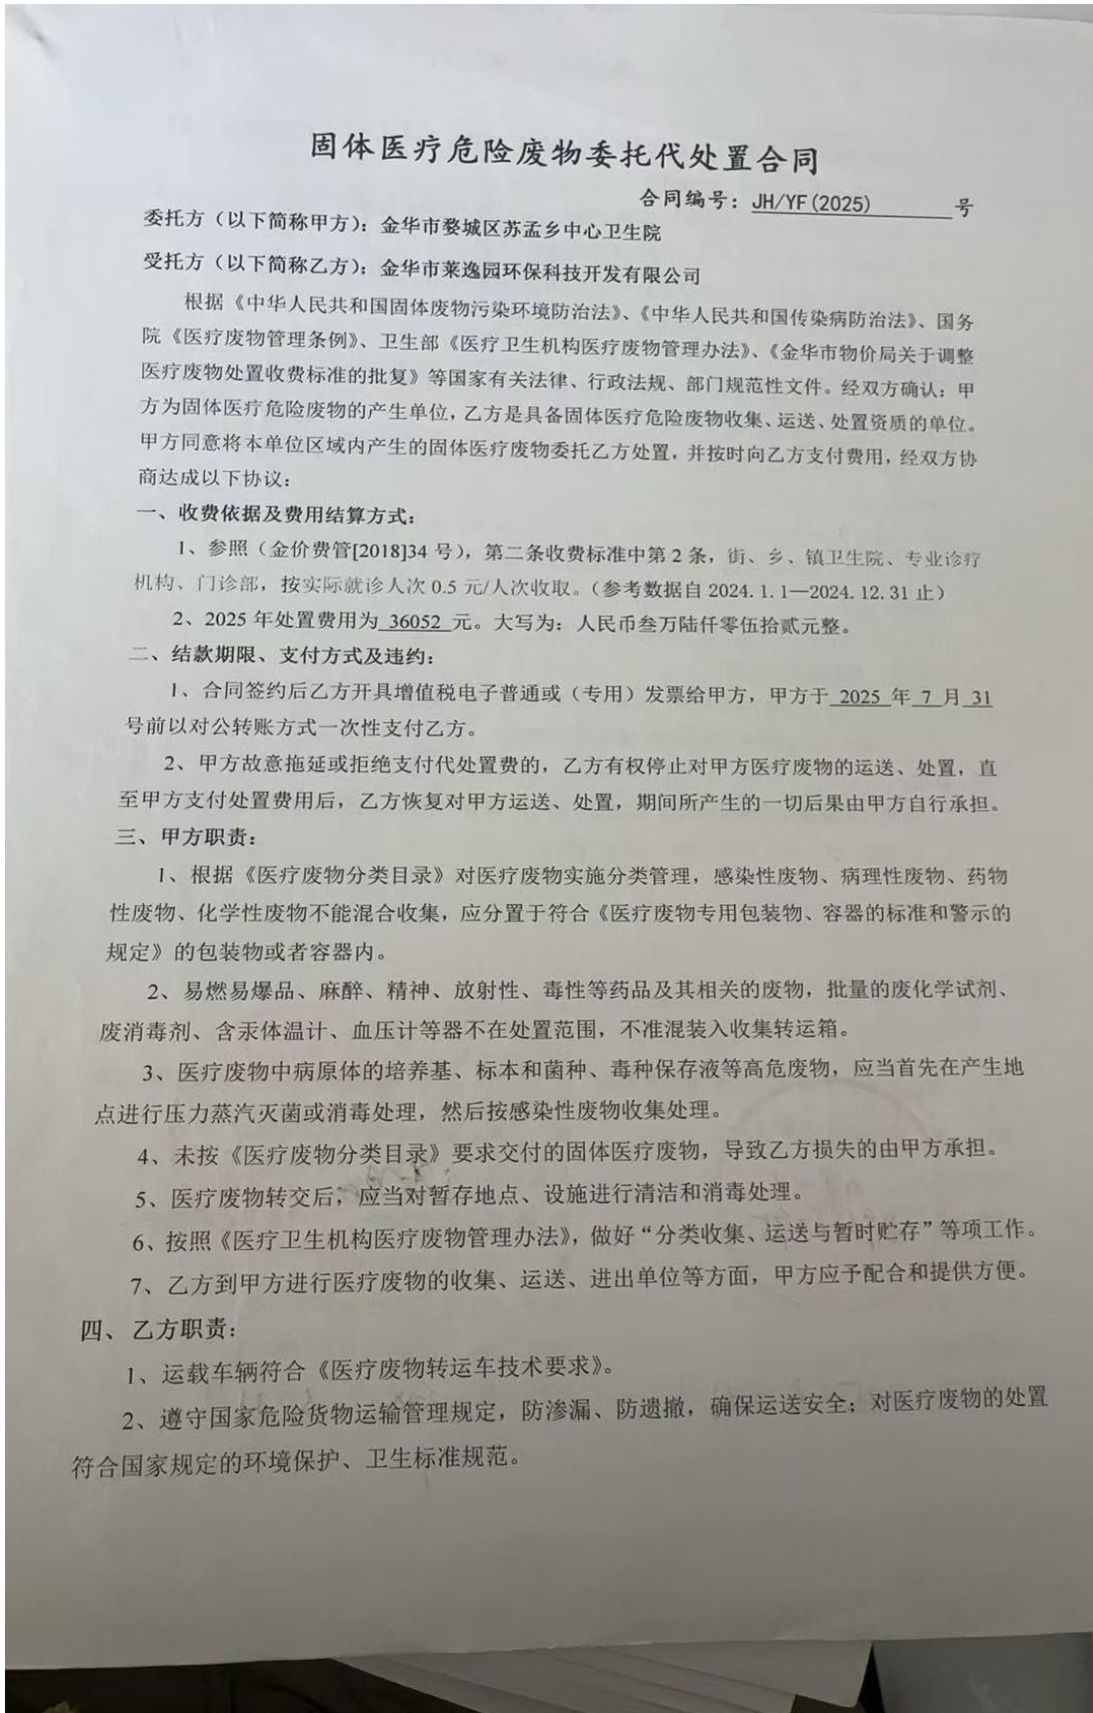 固体医疗危险废物委托代处置合同
合同编号：JH/YF(2025) 号
委托方（以下简称甲方）：金华市婺城区苏孟乡中心卫生院
受托方（以下简称乙方）：金华市莱逸园环保科技开发有限公司
根据《中华人民共和国固体废物污染环境防治法》、《中华人民共和国传染病防治法》、国务
院《医疗废物管理条例》、卫生部《医疗卫生机构医疗废物管理办法》、《金华市物价局关于调整
医疗废物处置收费标准的批复》等国家有关法律、行政法规、部门规范性文件。经双方确认：甲
方为固体医疗危险废物的产生单位，乙方是具备固体医疗危险废物收集、运送、处置资质的单位。
甲方同意将本单位区域内产生的固体医疗废物委托乙方处置，并按时向乙方支付费用，经双方协
商达成以下协议：
一、收费依据及费用结算方式：
1、参照（金价费管[2018]34 号），第二条收费标准中第 2 条，街、乡、镇卫生院、专业诊疗
机构、门诊部，按实际就诊人次 0.5 元/人次收取。（参考数据自 2024.1.1—2024.12.31 止）
2、2025 年处置费用为 36052 元。大写为：人民币叁万陆仟零伍拾贰元整。
二、结款期限、支付方式及违约：
1、合同签约后乙方开具增值税电子普通或（专用）发票给甲方，甲方于 2025 年 7 月 31
号前以对公转账方式一次性支付乙方。
2、甲方故意拖延或拒绝支付代处置费的，乙方有权停止对甲方医疗废物的运送、处置，直
至甲方支付处置费用后，乙方恢复对甲方运送、处置，期间所产生的一切后果由甲方自行承担。
三、甲方职责：
1、根据《医疗废物分类目录》对医疗废物实施分类管理，感染性废物、病理性废物、药物
性废物、化学性废物不能混合收集，应分置于符合《医疗废物专用包装物、容器的标准和警示的
规定》的包装物或者容器内。
2、易燃易爆品、麻醉、精神、放射性、毒性等药品及其相关的废物，批量的废化学试剂、
废消毒剂、含汞体温计、血压计等器不在处置范围，不准混装入收集转运箱。
3、医疗废物中病原体的培养基、标本和菌种、毒种保存液等高危废物，应当首先在产生地
点进行压力蒸汽灭菌或消毒处理，然后按感染性废物收集处理。
4、未按《医疗废物分类目录》要求交付的固体医疗废物，导致乙方损失的由甲方承担。
5、医疗废物转交后，应当对暂存地点、设施进行清洁和消毒处理。
6、按照《医疗卫生机构医疗废物管理办法》，做好“分类收集、运送与暂时贮存”等项工作。
7、乙方到甲方进行医疗废物的收集、运送、进出单位等方面，甲方应予配合和提供方便。
四、乙方职责：
1、运载车辆符合《医疗废物转运车技术要求》。
2、遵守国家危险货物运输管理规定，防渗漏、防遗撒，确保运送安全；对医疗废物的处置
符合国家规定的环境保护、卫生标准规范。